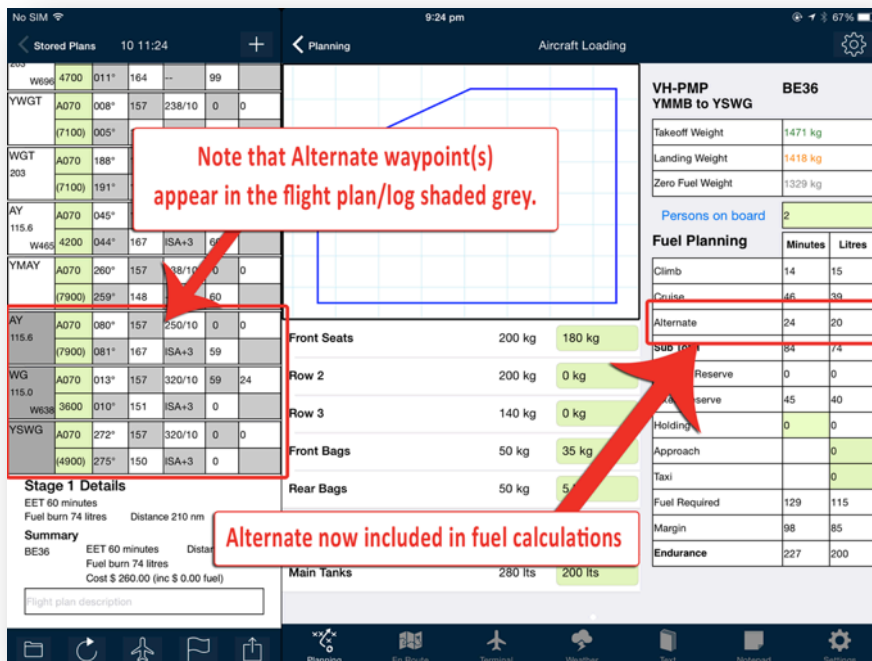 No SIM 9:24 pm 67%
Stored Plans 10 11:24 +
Planning
Aircraft Loading
W696 4700 011° 164 -- 99
YWGT A070 008° 157 238/10 0 0
(7100) 005°
WGT A070 188°
203 (7100) 191°
AY A070 045°
115.6
W465 4200 044° 167 ISA+3
YMAY A070 260° 157 0
(7900) 259° 148 60
AY A070 080° 157 250/10 0 0
115.6 (7900) 081° 167 ISA+3 59
WG A070 013° 157 320/10 59 24
115.0
W638 3600 010° 151 ISA+3 0
YSWG A070 272° 157 320/10 0 0
(4900) 275° 150 ISA+3 0
Stage 1 Details
EET 60 minutes
Fuel burn 74 litres Distance 210 nm
Summary
BE36 EET 60 minutes
Fuel burn 74 litres
Cost $ 260.00 (inc $ 0.00 fuel)
Flight plan description
Note that Alternate waypoint(s)
appear in the flight plan/log shaded grey.
Front Seats 200 kg 180 kg
Row 2 200 kg 0 kg
Row 3 140 kg 0 kg
Front Bags 50 kg 35 kg
Rear Bags 50 kg
Alternate now included in fuel calculations
Main Tanks 280 lts 200 lts
VH-PMP BE36
YMMB to YSWG
Takeoff Weight 1471 kg
Landing Weight 1418 kg
Zero Fuel Weight 1329 kg
Persons on board 2
Fuel Planning Minutes Litres
Climb 14 15
Cruise 46 39
Alternate 24 20
Sub Total 84 74
Reserve 0 0
45 40
Holding 0 0
Approach 0
Taxi 0
Fuel Required 129 115
Margin 98 85
Endurance 227 200
Planning En Route Terminal Weather Text Notepad Settings